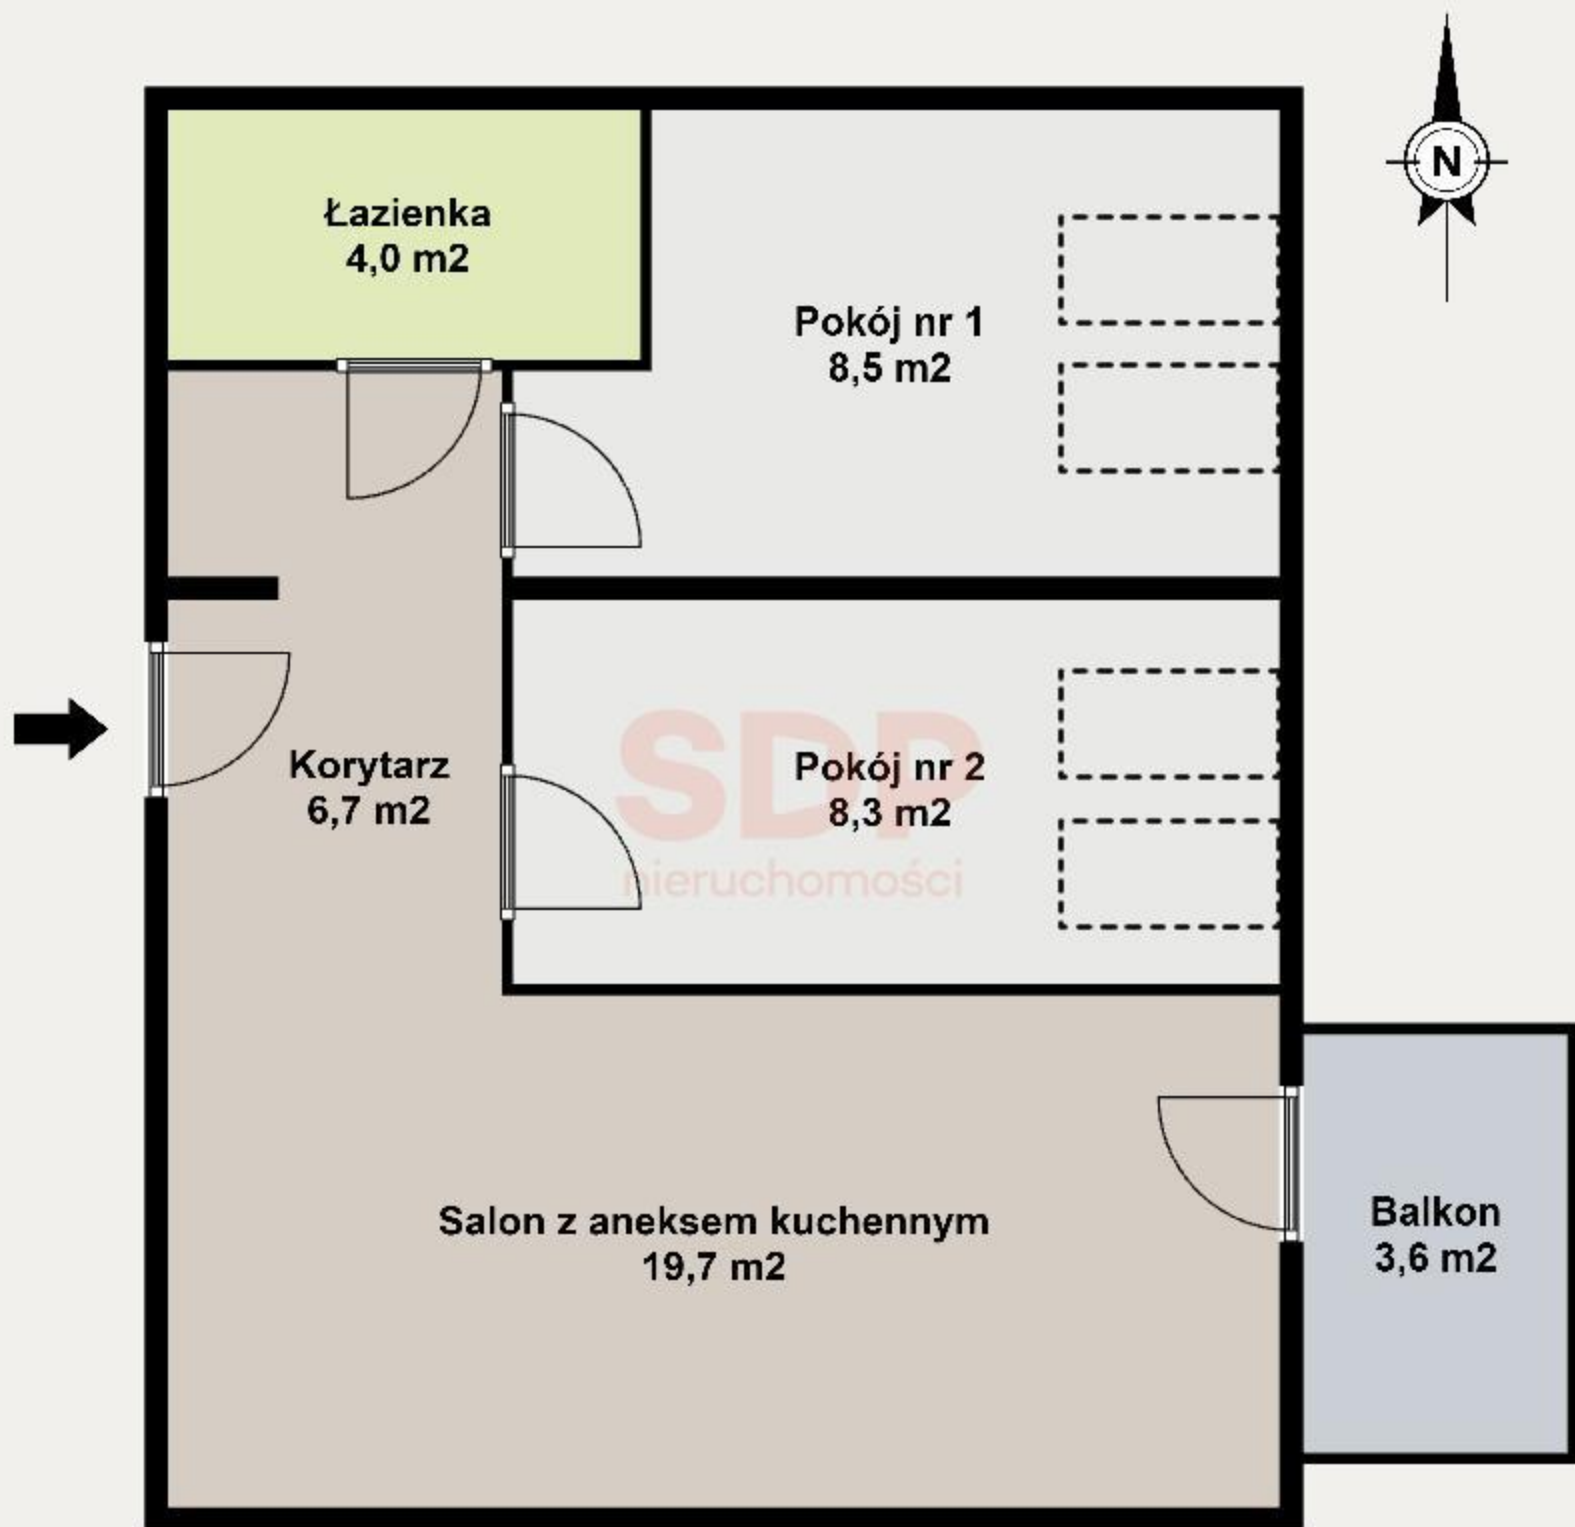 N
Łazienka
4,0 m2
Pokój nr 1
8,5 m2
Korytarz
6,7 m2
Pokój nr 2
8,3 m2
SDP
nieruchomości
Salon z aneksem kuchennym
19,7 m2
Balkon
3,6 m2